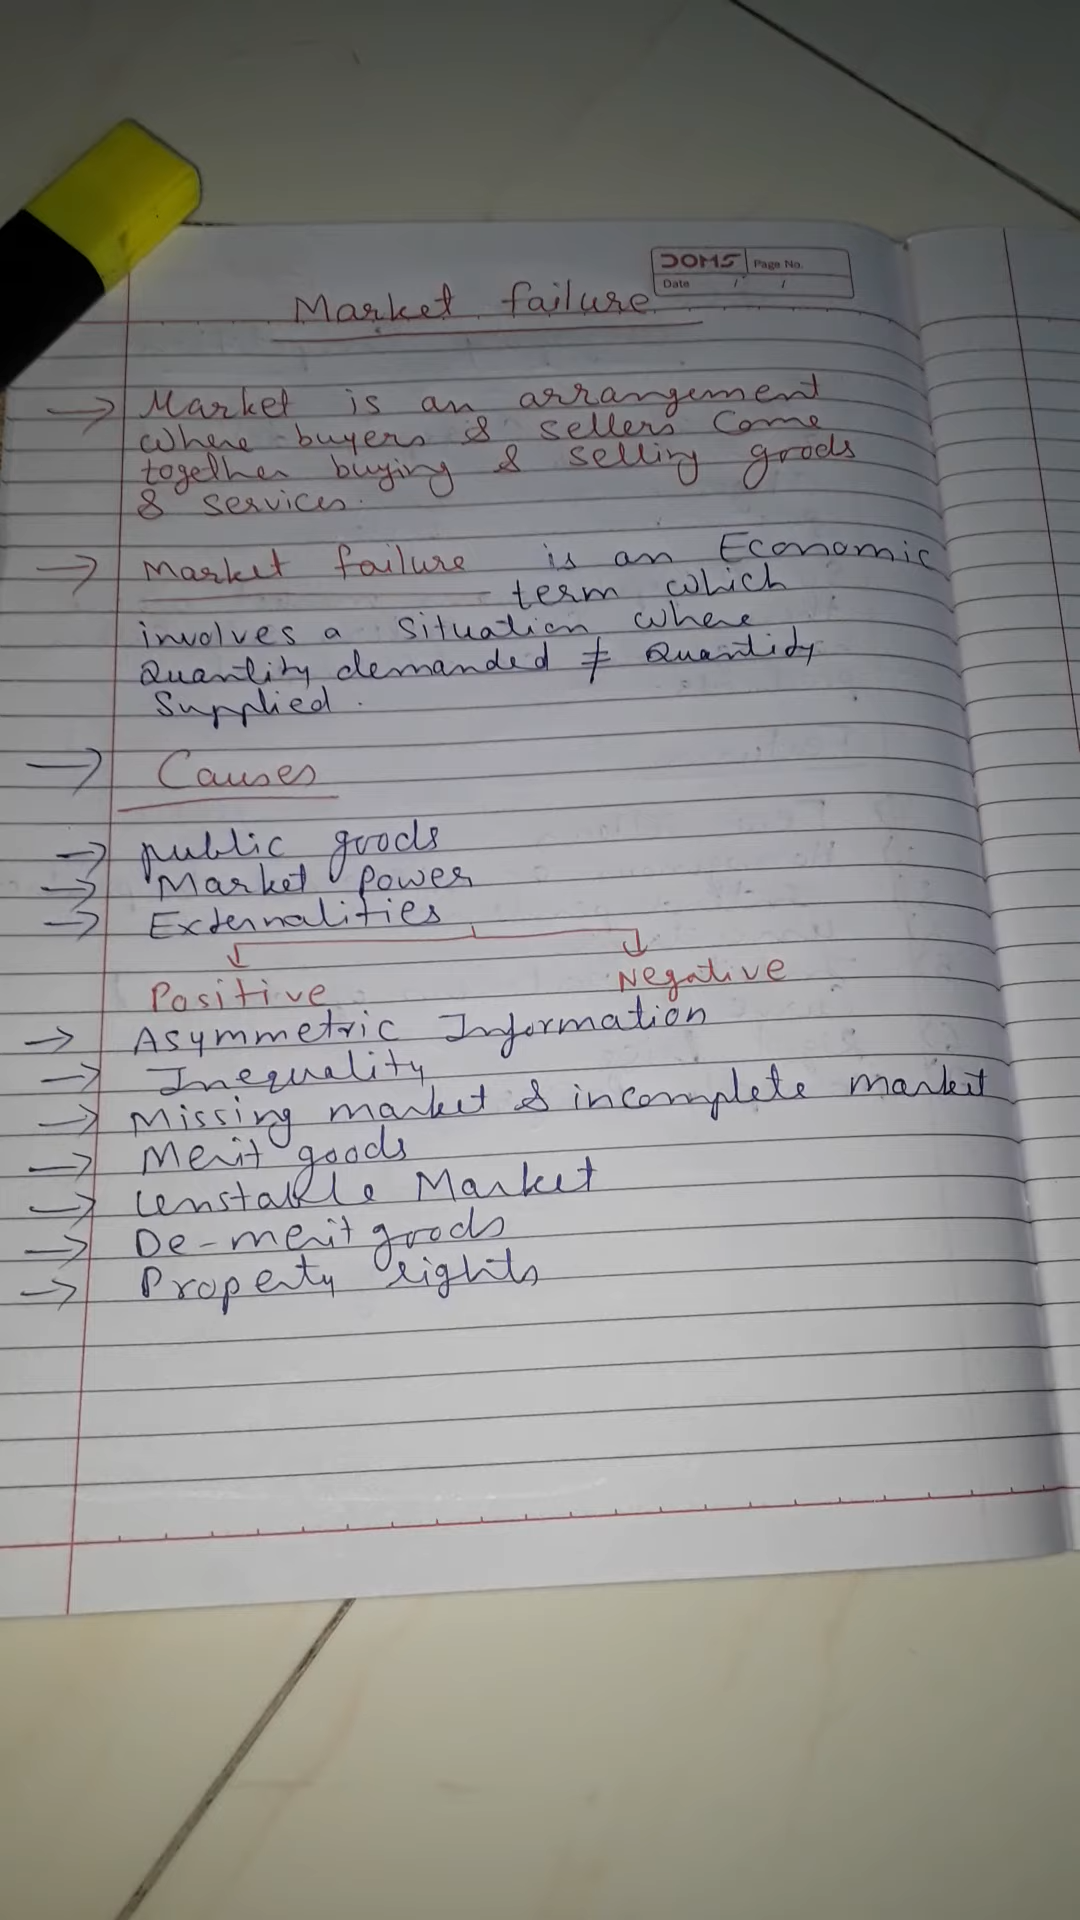 DOMS Page No.
Date / /
Market failure
→ Market is an arrangement
where buyers & sellers come
together buying & selling goods
& services.
→ Market failure is an Economic
term which
involves a situation where
Quantity demanded ≠ Quantity
Supplied.
→ Causes
→ public goods
→ Market Power
→ Externalities
Positive Negative
→ Asymmetric Information
→ Inequality
→ Missing market & incomplete market
→ Merit goods
→ Unstable Market
→ De-merit goods
→ Property rights